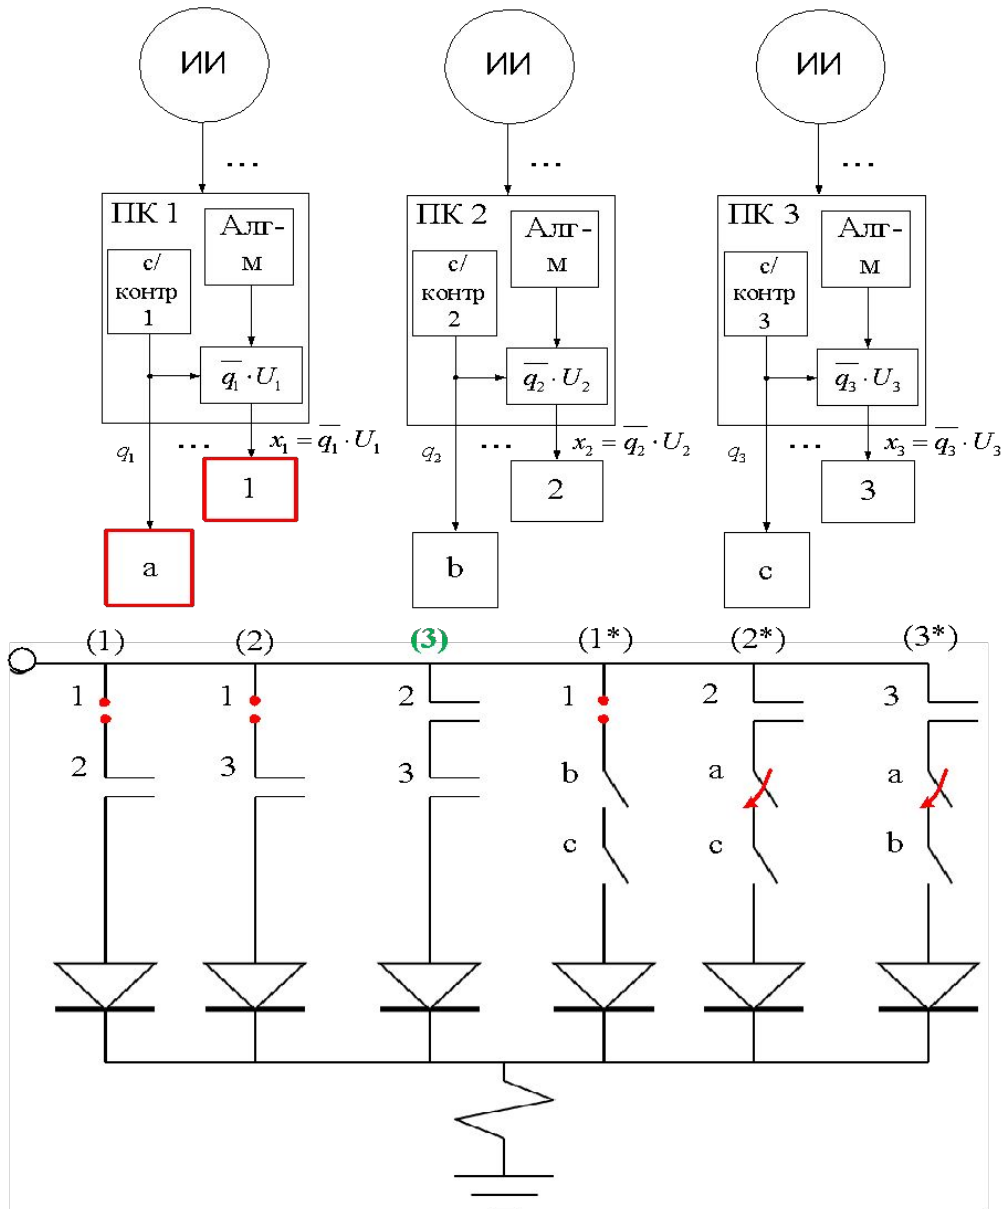 ИИ ИИ ИИ
... ... ...
ПК 1 Алг-м с/контр 1 q̅₁·U₁
ПК 2 Алг-м с/контр 2 q̅₂·U₂
ПК 3 Алг-м с/контр 3 q̅₃·U₃
q₁ ... x₁ = q̅₁·U₁
q₂ ... x₂ = q̅₂·U₂
q₃ ... x₃ = q̅₃·U₃
1 2 3
a b c
(1) (2) (3) (1*) (2*) (3*)
1 1 2 1 2 3
2 3 3 b a a
c c b